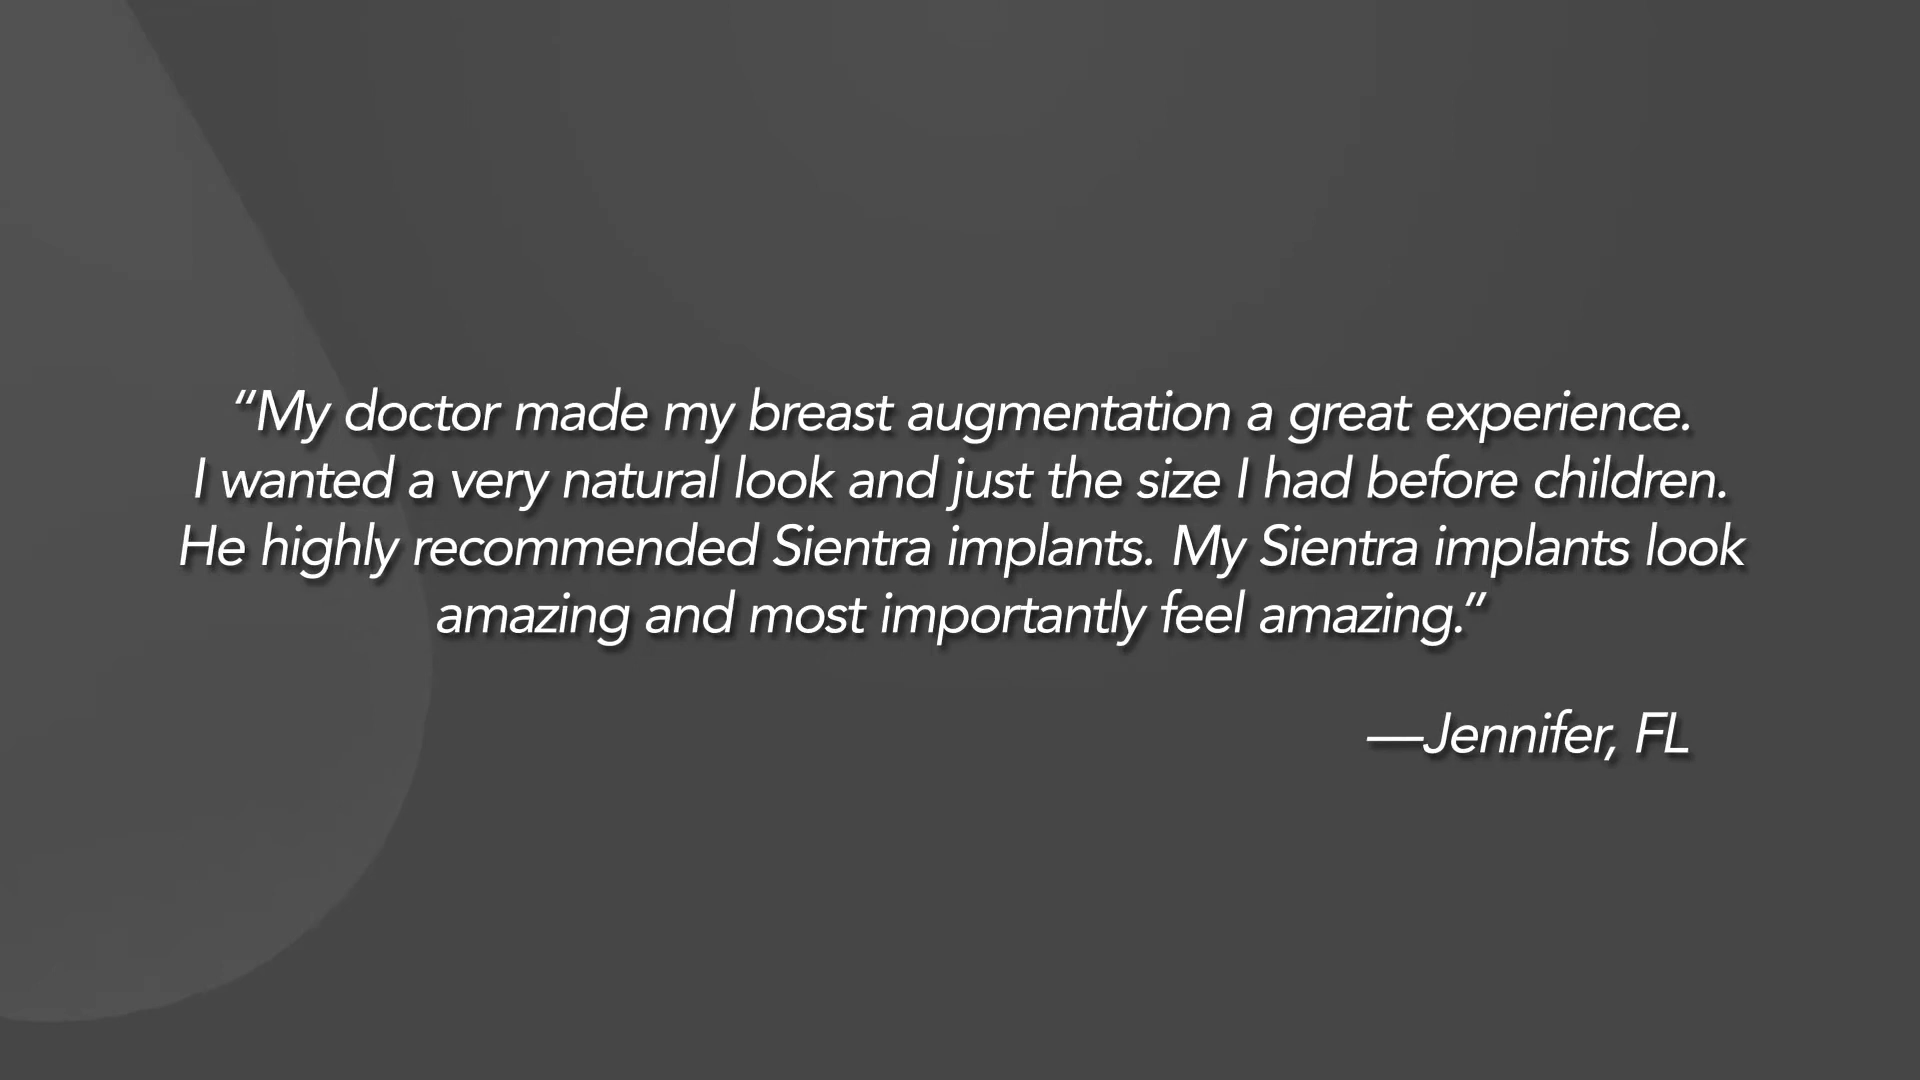 “My doctor made my breast augmentation a great experience.
I wanted a very natural look and just the size I had before children.
He highly recommended Sientra implants. My Sientra implants look
amazing and most importantly feel amazing.”
—Jennifer, FL